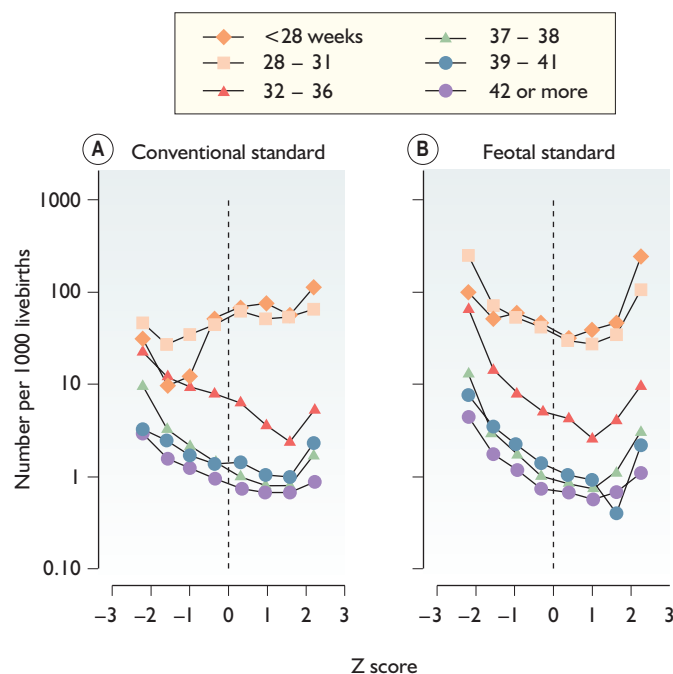 <28 weeks
37 – 38
28 – 31
39 – 41
32 – 36
42 or more
A Conventional standard
B Feotal standard
Number per 1000 livebirths
1000
100
10
1
0.10
–3 –2 –1 0 1 2 3
–3 –2 –1 0 1 2 3
Z score